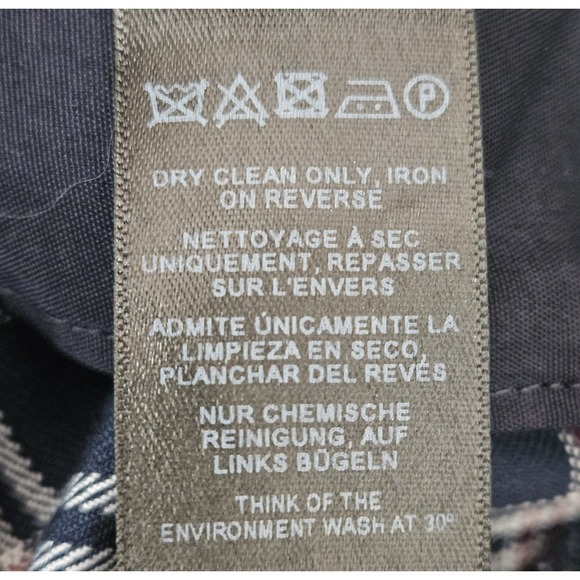 P
DRY CLEAN ONLY, IRON
ON REVERSE
NETTOYAGE À SEC
UNIQUEMENT, REPASSER
SUR L'ENVERS
ADMITE ÚNICAMENTE LA
LIMPIEZA EN SECO,
PLANCHAR DEL REVÉS
NUR CHEMISCHE
REINIGUNG, AUF
LINKS BÜGELN
THINK OF THE
ENVIRONMENT WASH AT 30º